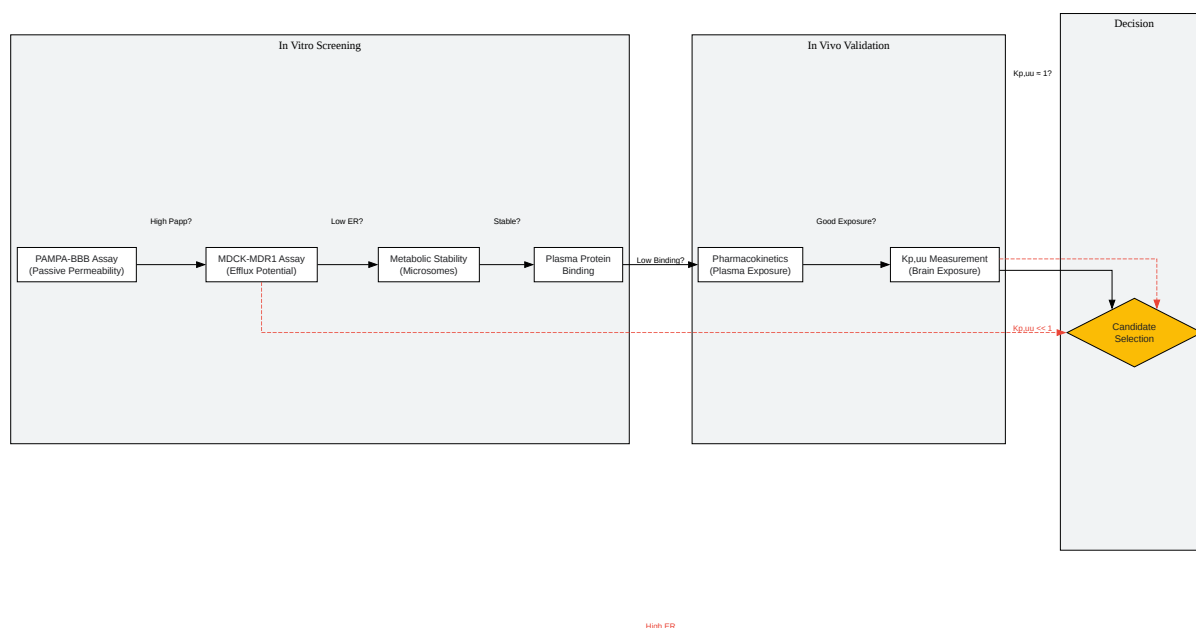 Decision
In Vitro Screening
In Vivo Validation
Kp,uu ≈ 1?
High Papp?
Low ER?
Stable?
Good Exposure?
PAMPA-BBB Assay
(Passive Permeability)
MDCK-MDR1 Assay
(Efflux Potential)
Metabolic Stability
(Microsomes)
Plasma Protein
Binding
Low Binding?
Pharmacokinetics
(Plasma Exposure)
Kp,uu Measurement
(Brain Exposure)
Kp,uu << 1
Candidate
Selection
High ER